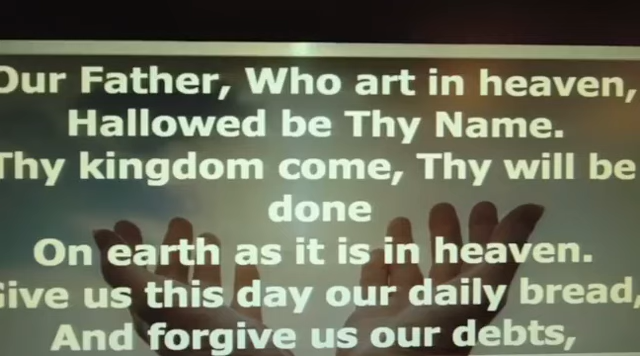 Our Father, Who art in heaven,
Hallowed be Thy Name.
Thy kingdom come, Thy will be
done
On earth as it is in heaven.
Give us this day our daily bread,
And forgive us our debts,